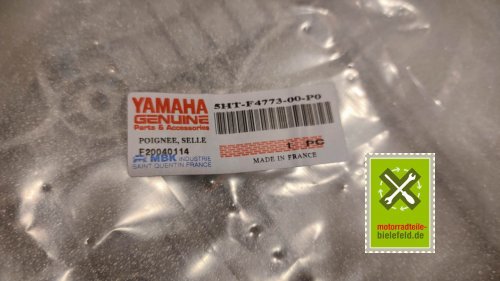 YAMAHA
GENUINE
Parts & Accessories
5HT-F4773-00-P0
POIGNEE, SELLE
F20040114
1 PC
MBK INDUSTRIE
SAINT QUENTIN.FRANCE
MADE IN FRANCE
motorradteile-
bielefeld.de